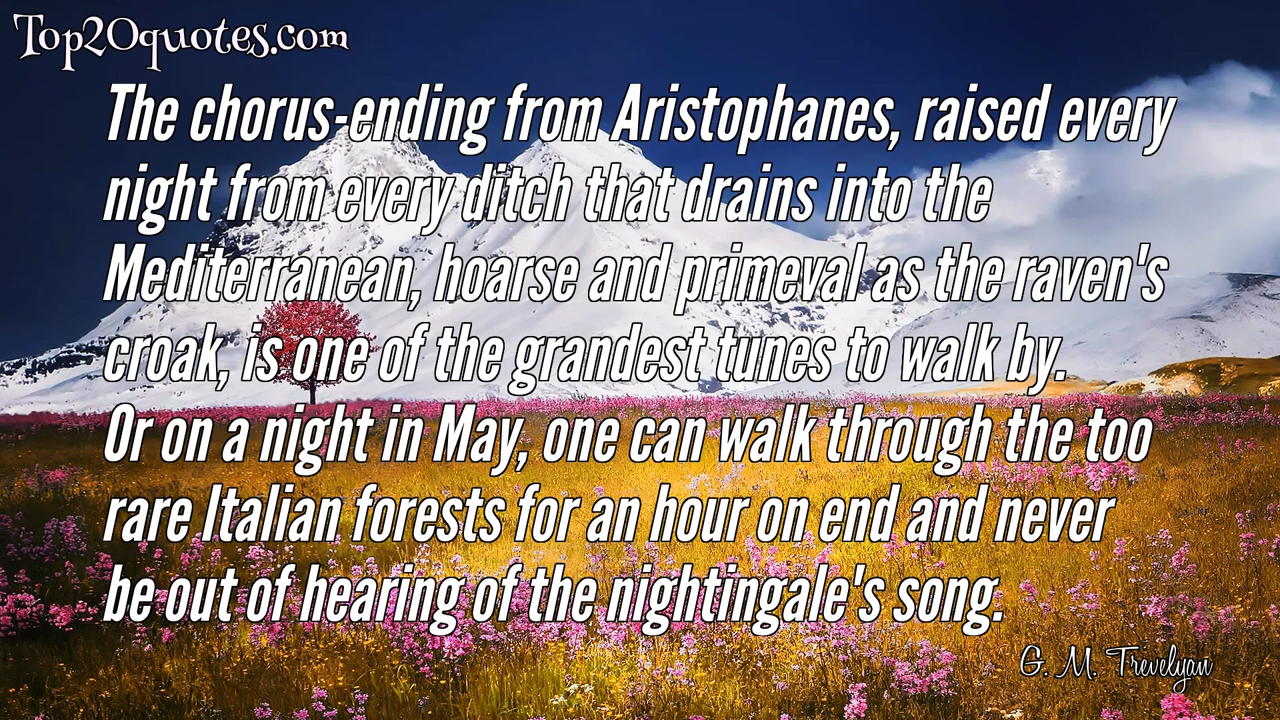 Top20quotes.com
The chorus-ending from Aristophanes, raised every
night from every ditch that drains into the
Mediterranean, hoarse and primeval as the raven's
croak, is one of the grandest tunes to walk by.
Or on a night in May, one can walk through the too
rare Italian forests for an hour on end and never
be out of hearing of the nightingale's song.
G. M. Trevelyan